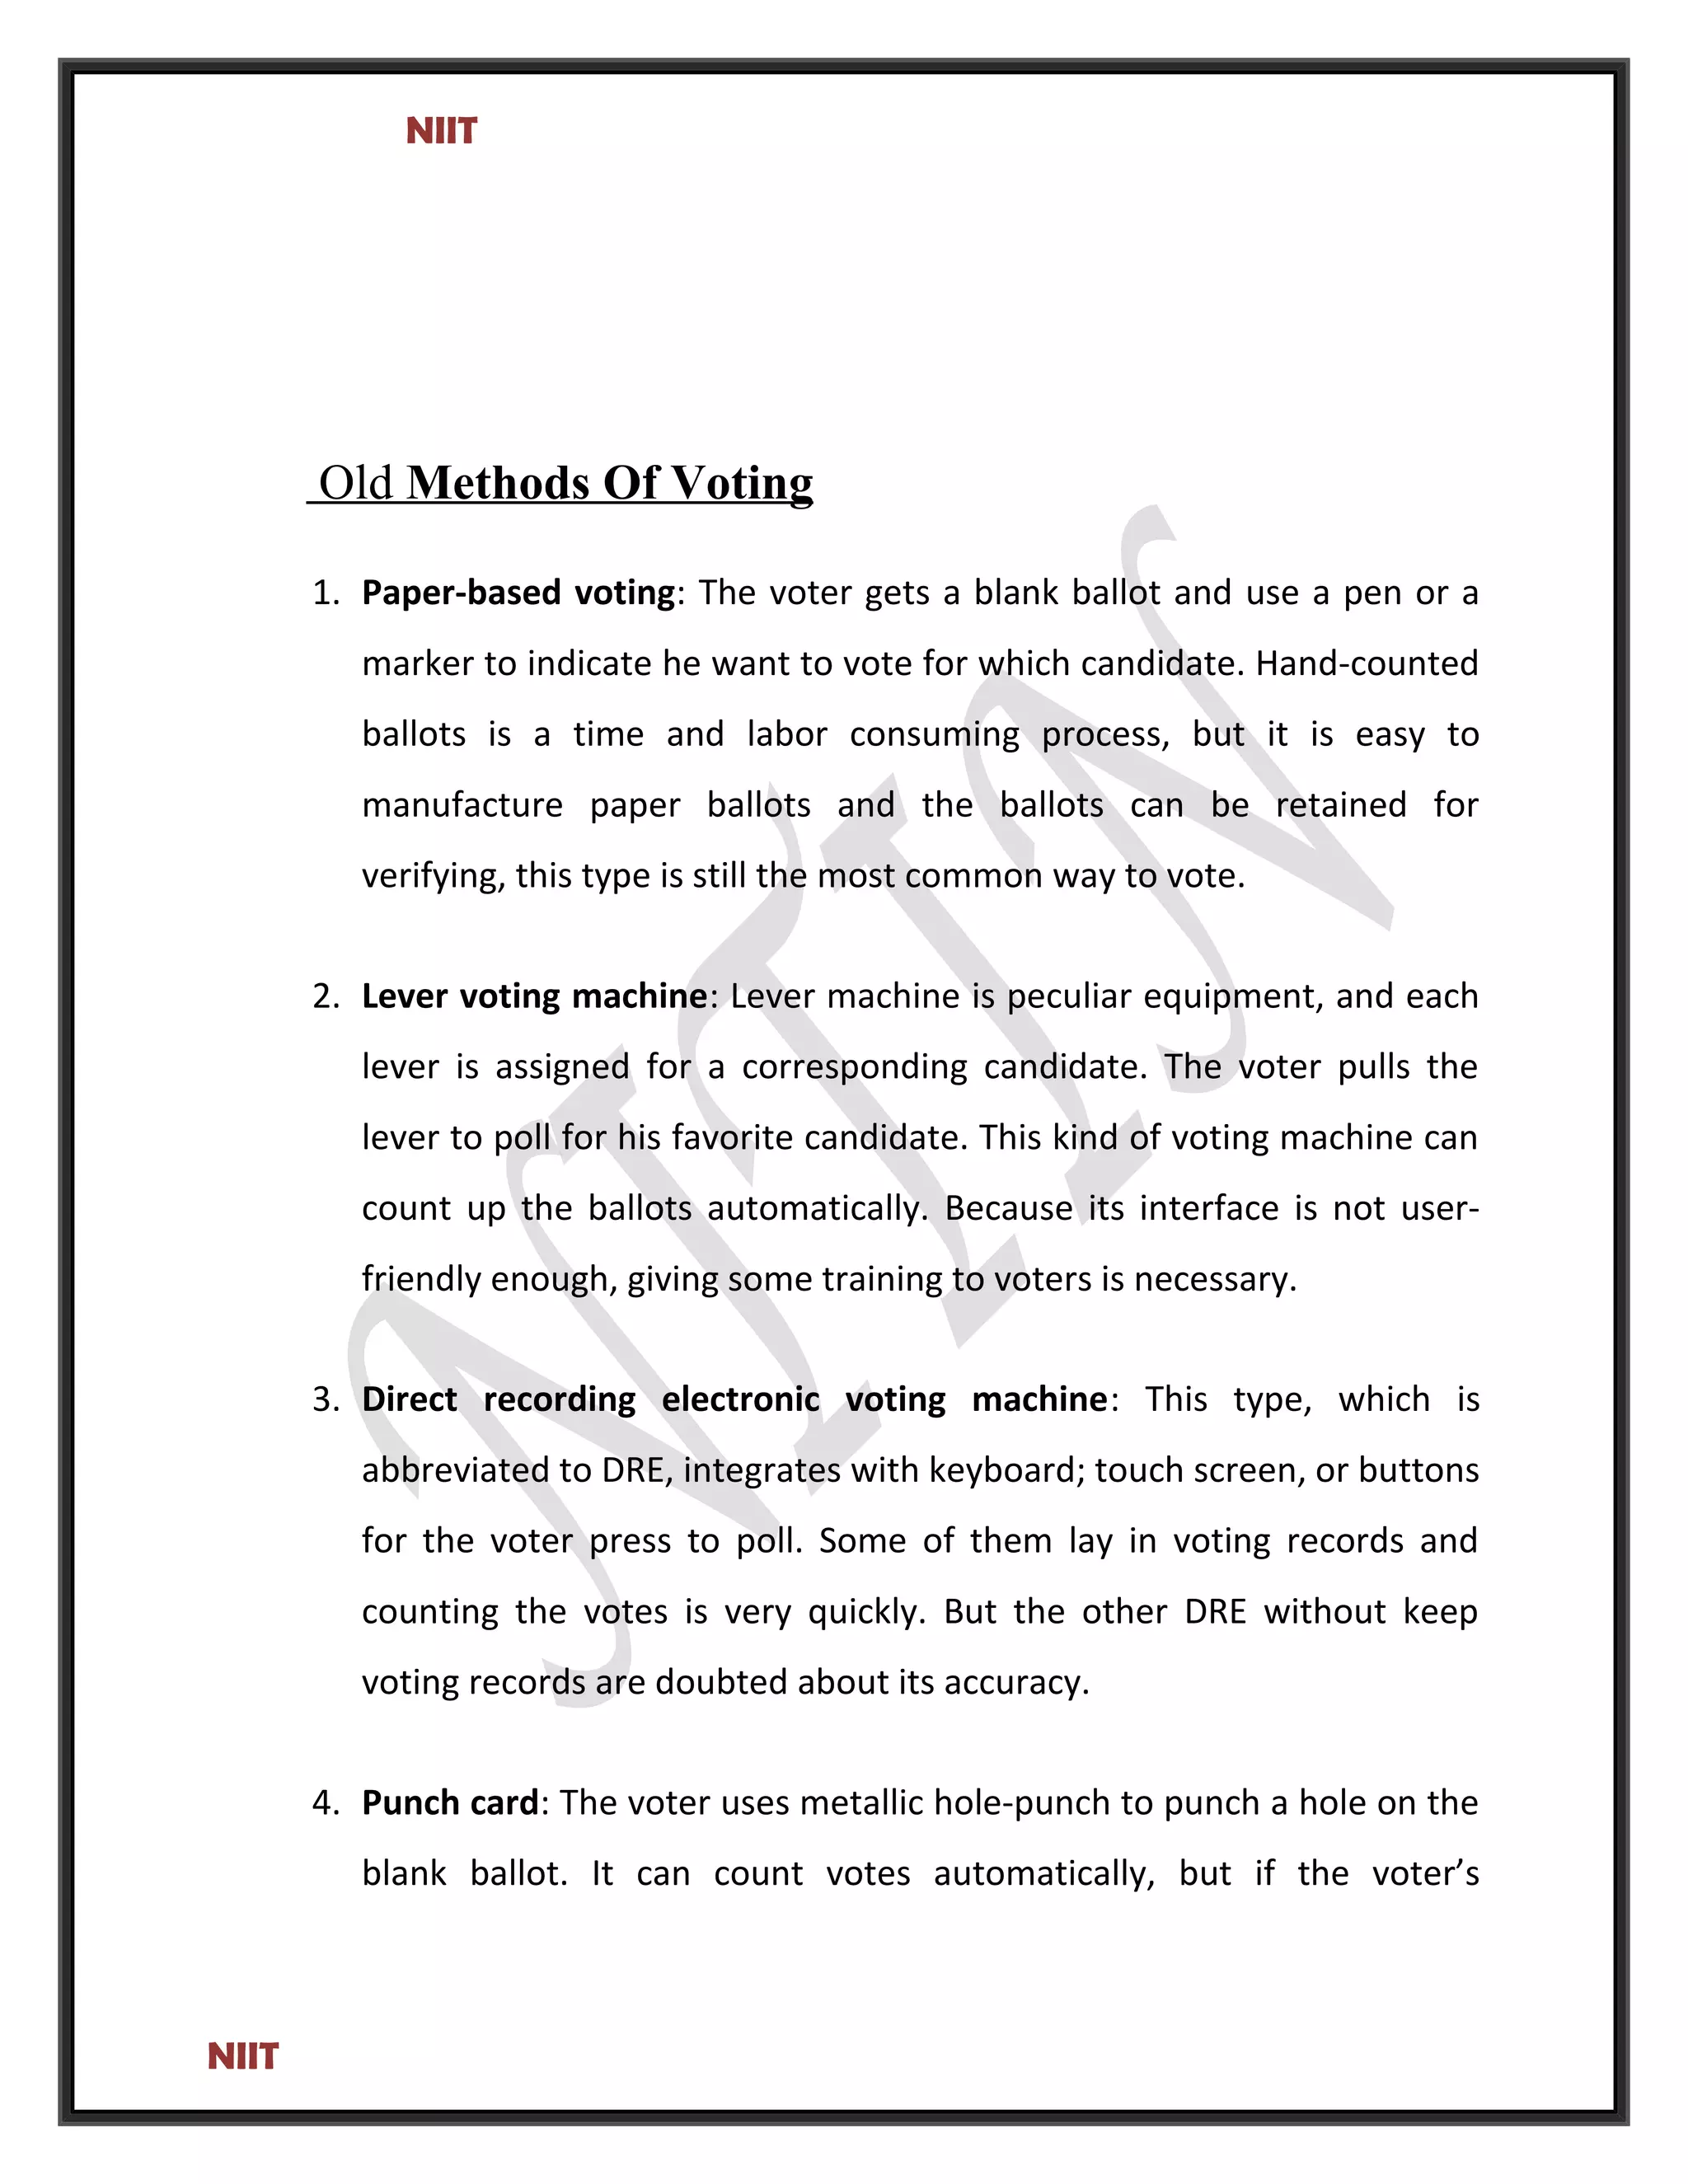 NIIT
Old Methods Of Voting
1. Paper-based voting: The voter gets a blank ballot and use a pen or a
marker to indicate he want to vote for which candidate. Hand-counted
ballots is a time and labor consuming process, but it is easy to
manufacture paper ballots and the ballots can be retained for
verifying, this type is still the most common way to vote.
2. Lever voting machine: Lever machine is peculiar equipment, and each
lever is assigned for a corresponding candidate. The voter pulls the
lever to poll for his favorite candidate. This kind of voting machine can
count up the ballots automatically. Because its interface is not user-
friendly enough, giving some training to voters is necessary.
3. Direct recording electronic voting machine: This type, which is
abbreviated to DRE, integrates with keyboard; touch screen, or buttons
for the voter press to poll. Some of them lay in voting records and
counting the votes is very quickly. But the other DRE without keep
voting records are doubted about its accuracy.
4. Punch card: The voter uses metallic hole-punch to punch a hole on the
blank ballot. It can count votes automatically, but if the voter’s
NIIT
NITIN